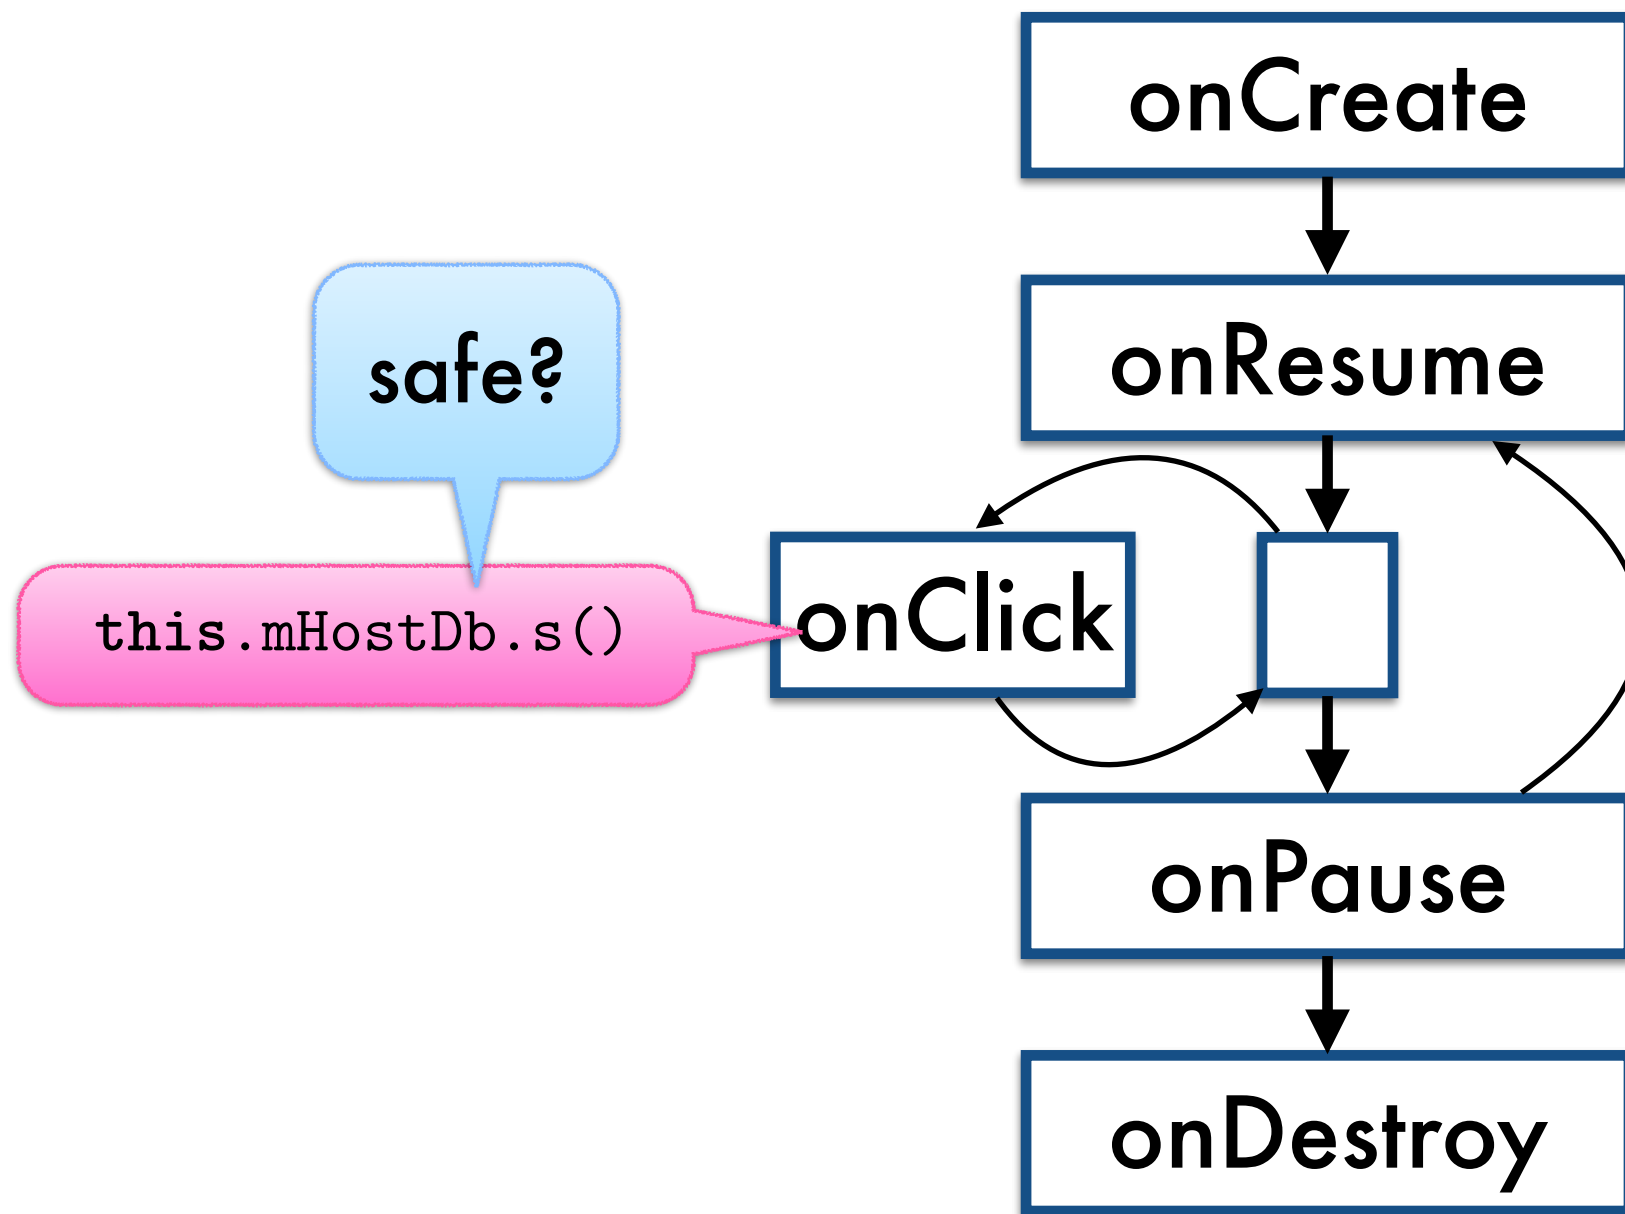 onCreate
safe?
onResume
this.mHostDb.s()
onClick
onPause
onDestroy